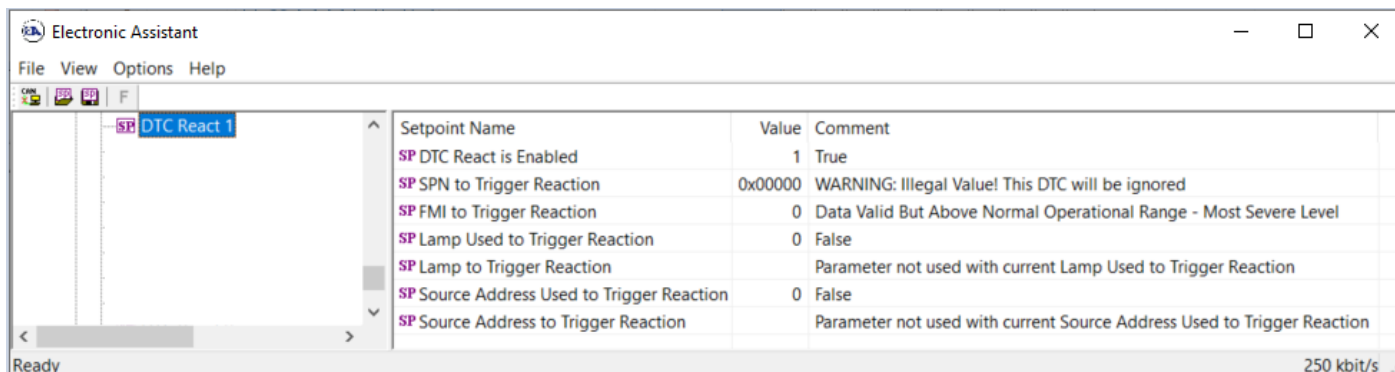 Electronic Assistant
File View Options Help
CAN SP SP F
SP DTC React 1
Setpoint Name Value Comment
SP DTC React is Enabled 1 True
SP SPN to Trigger Reaction 0x00000 WARNING: Illegal Value! This DTC will be ignored
SP FMI to Trigger Reaction 0 Data Valid But Above Normal Operational Range - Most Severe Level
SP Lamp Used to Trigger Reaction 0 False
SP Lamp to Trigger Reaction Parameter not used with current Lamp Used to Trigger Reaction
SP Source Address Used to Trigger Reaction 0 False
SP Source Address to Trigger Reaction Parameter not used with current Source Address Used to Trigger Reaction
Ready 250 kbit/s